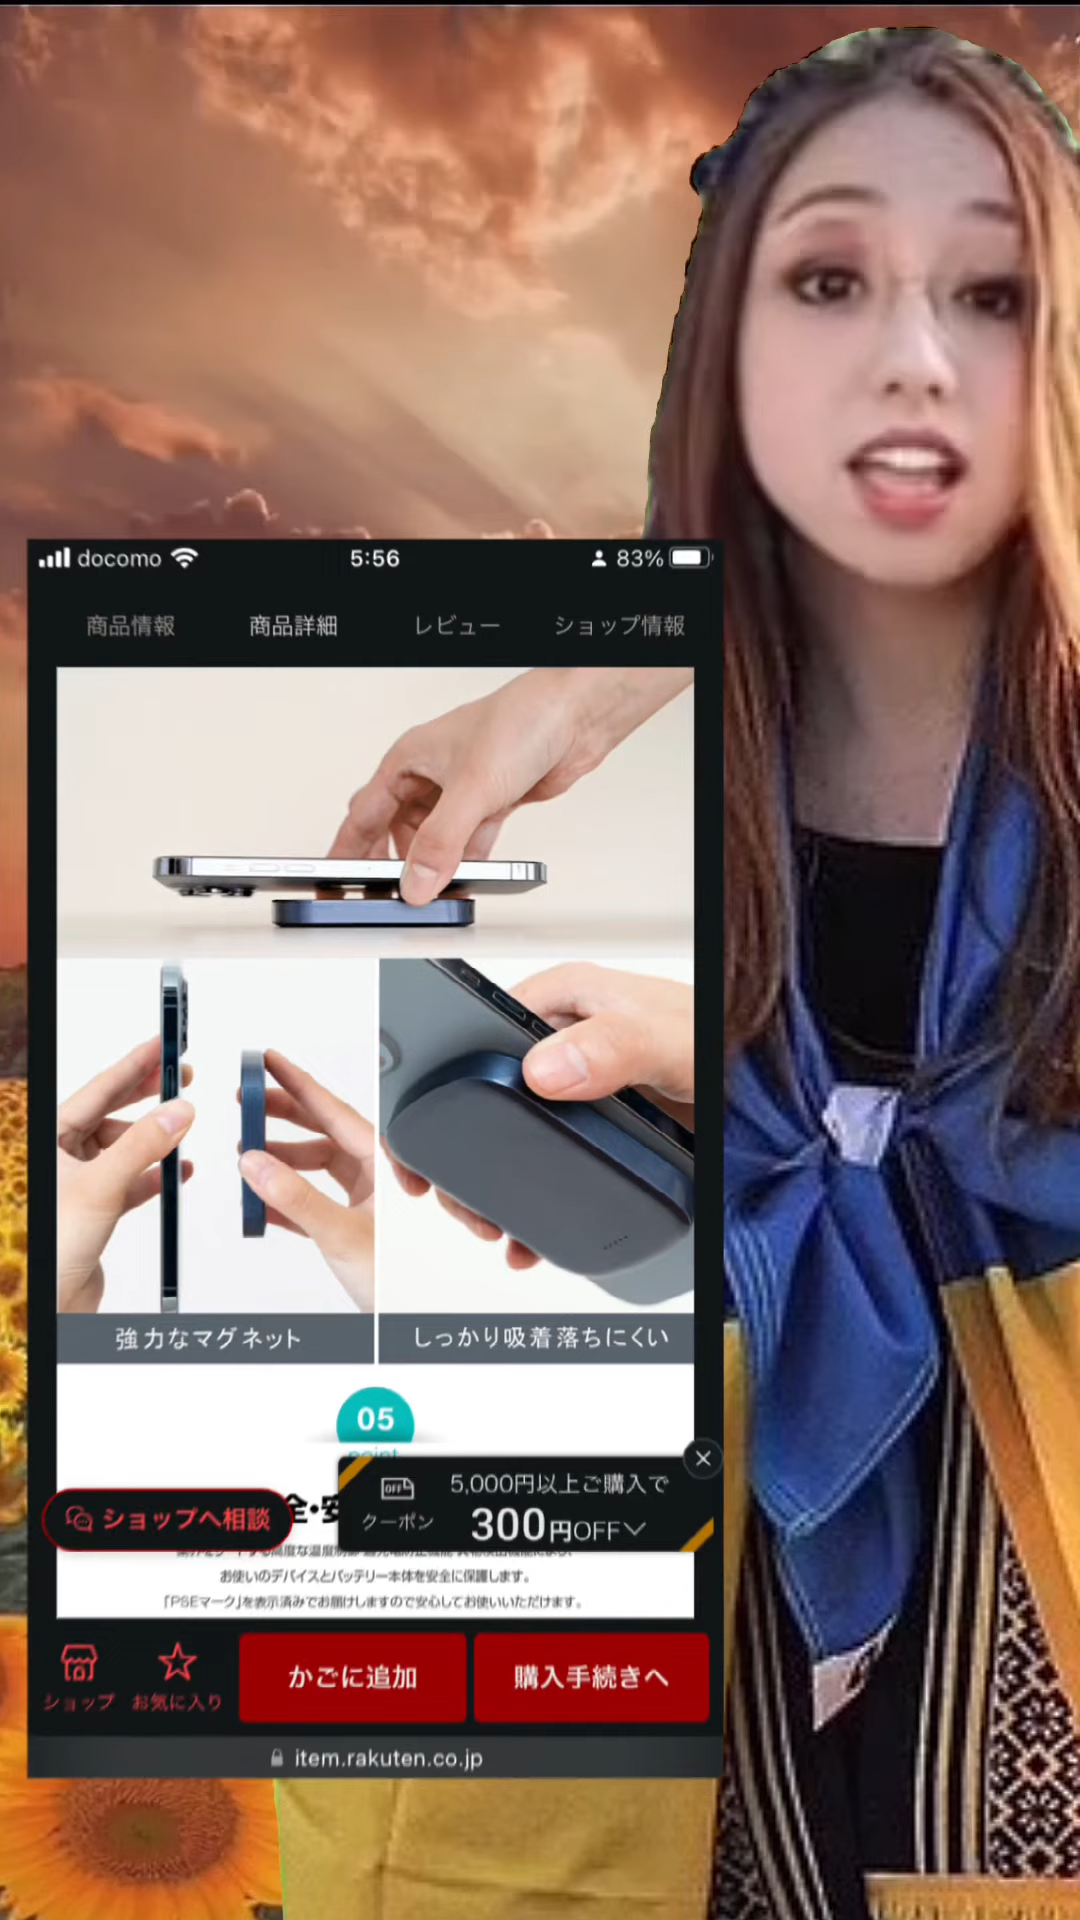 docomo 5:56 83%
商品情報 商品詳細 レビュー ショップ情報
強力なマグネット しっかり吸着落ちにくい
05
point
ショップへ相談
全・安
OFF クーポン
5,000円以上ご購入で
300円OFF
お使いのデバイスとバッテリー本体を安全に保護します。
「PSEマーク」を表示済みでお届けしますので安心してお使いいただけます。
ショップ お気に入り かごに追加 購入手続きへ
item.rakuten.co.jp